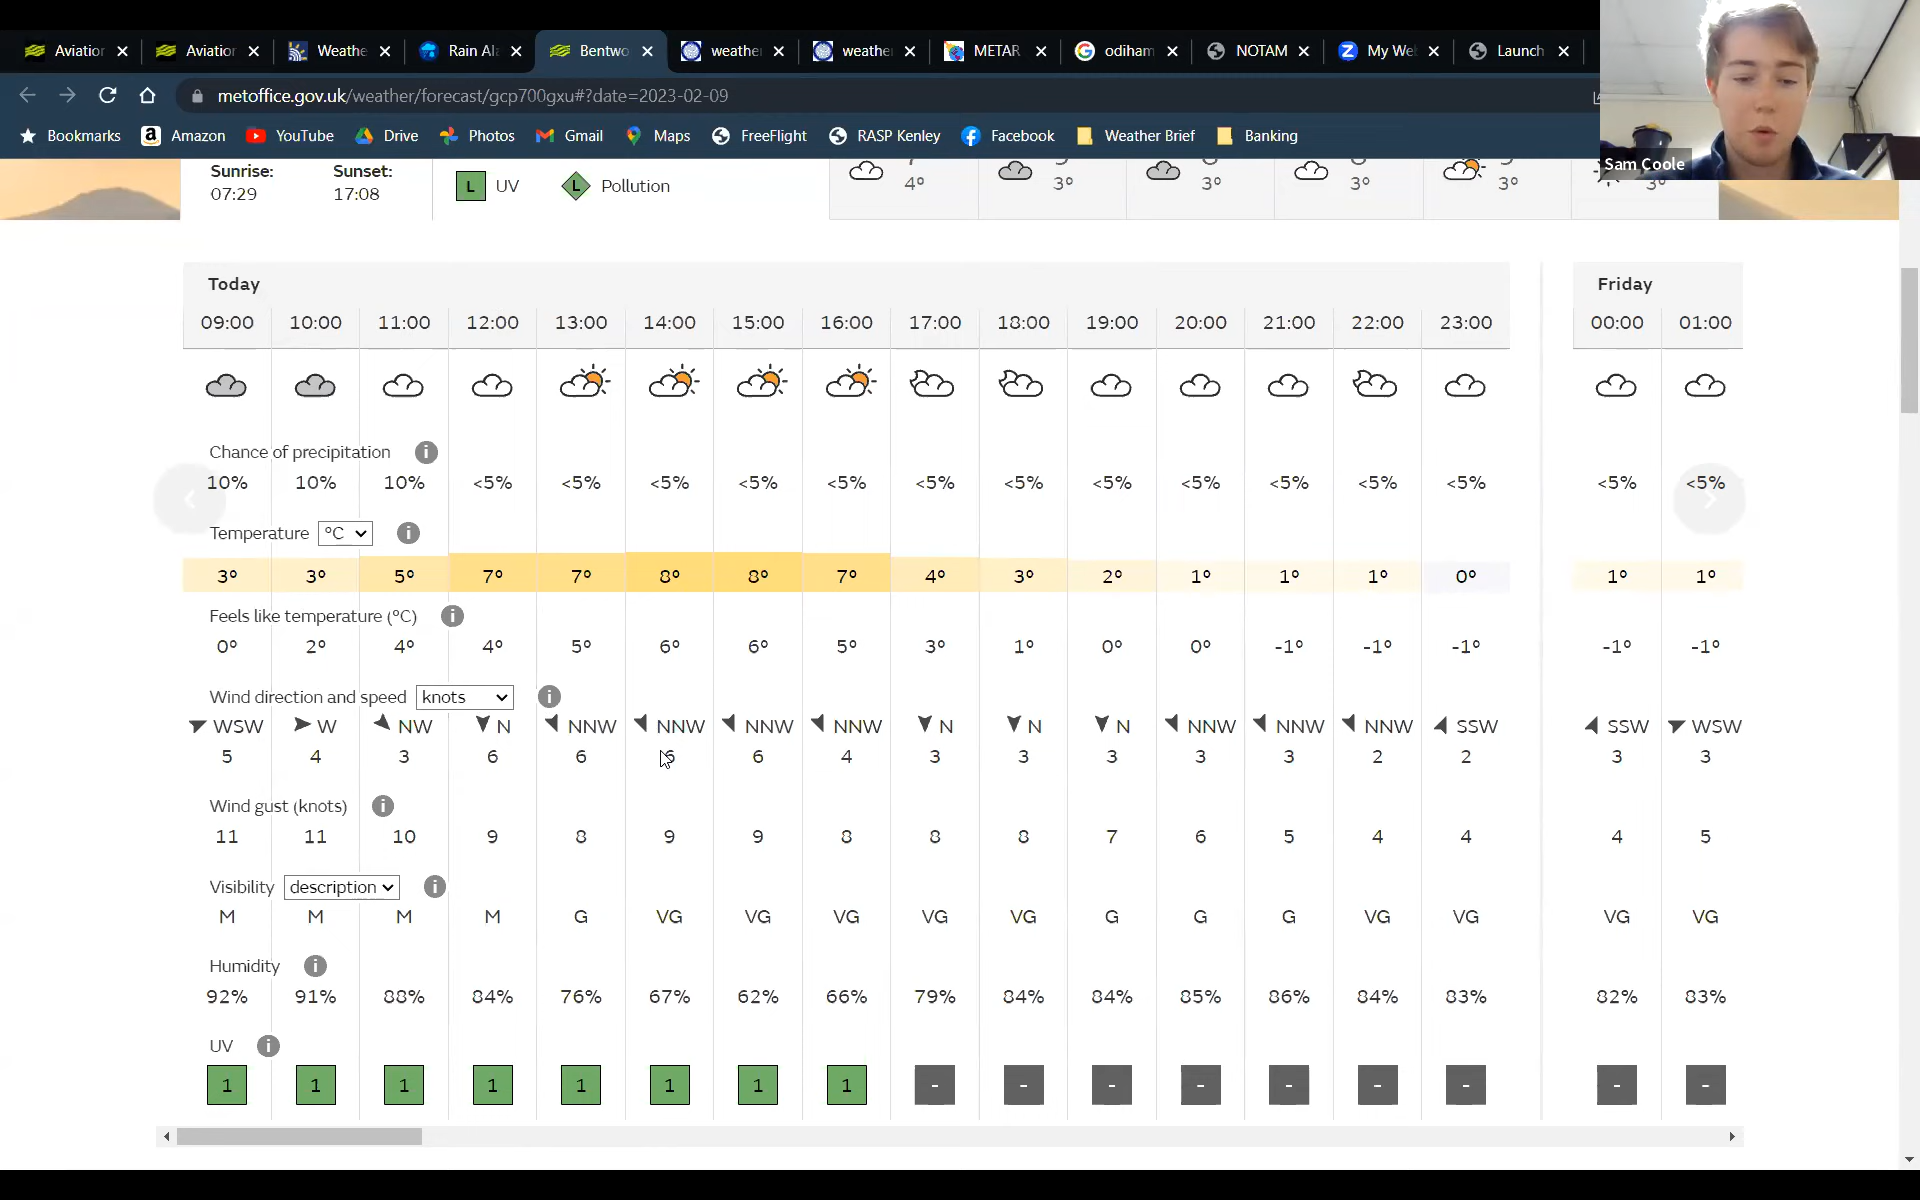 Aviation Aviation Weathe Rain Al Bentwo weathe weathe METAR odiham NOTAM My We Launch
metoffice.gov.uk/weather/forecast/gcp700gxu#?date=2023-02-09
Bookmarks Amazon YouTube Drive Photos Gmail Maps FreeFlight RASP Kenley Facebook Weather Brief Banking
Sam Coole
Sunrise: Sunset:
07:29 17:08
L UV L Pollution
4° 3° 3° 3° 3° 3°
Today Friday
09:00 10:00 11:00 12:00 13:00 14:00 15:00 16:00 17:00 18:00 19:00 20:00 21:00 22:00 23:00 00:00 01:00
Chance of precipitation i
10% 10% 10% <5% <5% <5% <5% <5% <5% <5% <5% <5% <5% <5% <5% <5% <5%
Temperature °C i
3° 3° 5° 7° 7° 8° 8° 7° 4° 3° 2° 1° 1° 1° 0° 1° 1°
Feels like temperature (°C) i
0° 2° 4° 4° 5° 6° 6° 5° 3° 1° 0° 0° -1° -1° -1° -1° -1°
Wind direction and speed knots i
WSW W NW N NNW NNW NNW NNW N N N NNW NNW NNW SSW SSW WSW
5 4 3 6 6 6 6 4 3 3 3 3 3 2 2 3 3
Wind gust (knots) i
11 11 10 9 8 9 9 8 8 8 7 6 5 4 4 4 5
Visibility description i
M M M M G VG VG VG VG VG G G G VG VG VG VG
Humidity i
92% 91% 88% 84% 76% 67% 62% 66% 79% 84% 84% 85% 86% 84% 83% 82% 83%
UV i
1 1 1 1 1 1 1 1 - - - - - - - - -